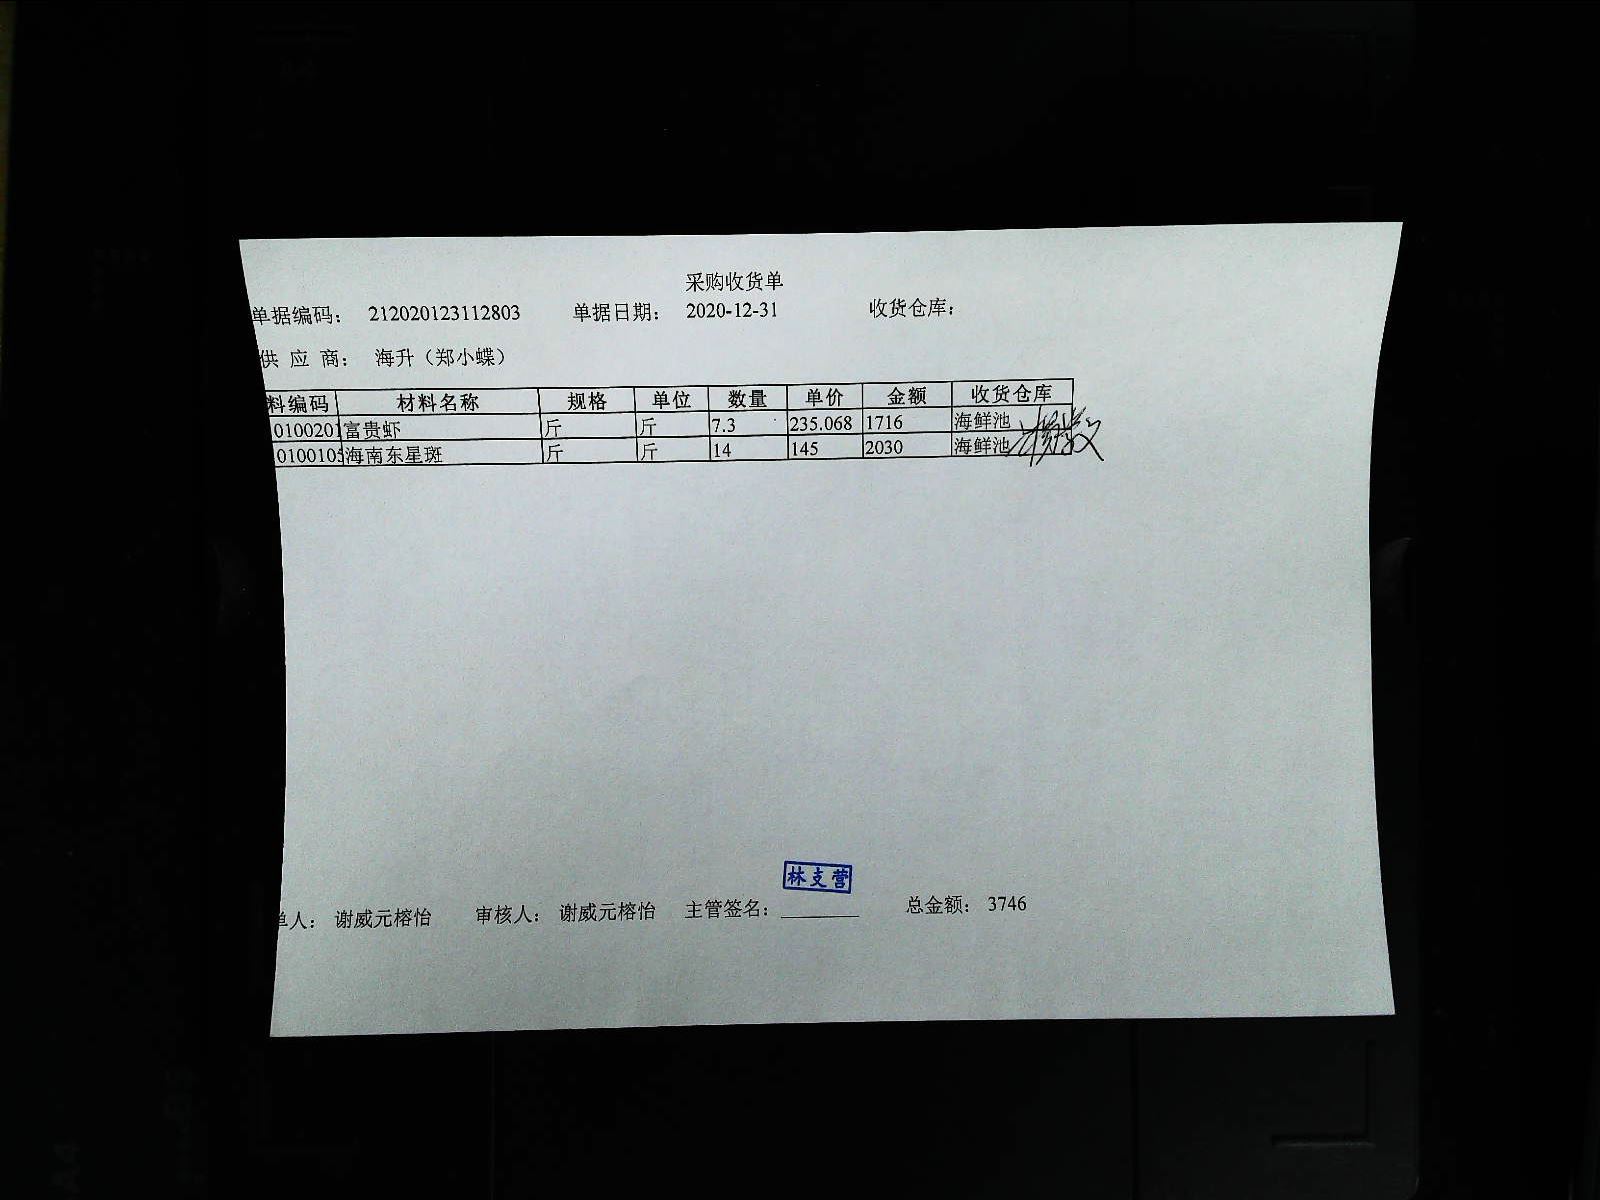 采购收货单
单据编码： 212020123112803 单据日期： 2020-12-31 收货仓库：
供 应 商： 海升（郑小蝶）
料编码 材料名称 规格 单位 数量 单价 金额 收货仓库
0100201 富贵虾 斤 斤 7.3 235.068 1716 海鲜池
0100105 海南东星斑 斤 斤 14 145 2030 海鲜池
林支营
单人： 谢威元榕怡 审核人： 谢威元榕怡 主管签名： 总金额： 3746